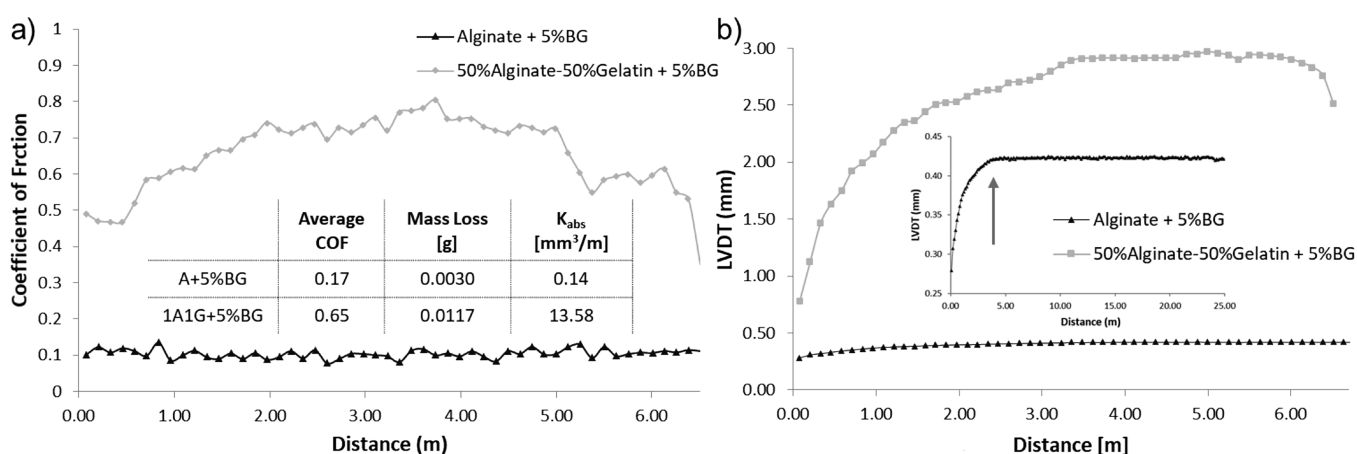 a)
Coefficient of Frction
1
0.9
0.8
0.7
0.6
0.5
0.4
0.3
0.2
0.1
0
Alginate + 5%BG
50%Alginate-50%Gelatin + 5%BG
Average COF Mass Loss [g] Kabs [mm³/m]
A+5%BG 0.17 0.0030 0.14
1A1G+5%BG 0.65 0.0117 13.58
0.00 1.00 2.00 3.00 4.00 5.00 6.00
Distance (m)
b)
LVDT (mm)
3.00
2.50
2.00
1.50
1.00
0.50
0.00
LVDT (mm)
0.45
0.40
0.35
0.30
0.25
0.00 5.00 10.00 15.00 20.00 25.00
Distance (m)
Alginate + 5%BG
50%Alginate-50%Gelatin + 5%BG
0.00 1.00 2.00 3.00 4.00 5.00 6.00
Distance [m]